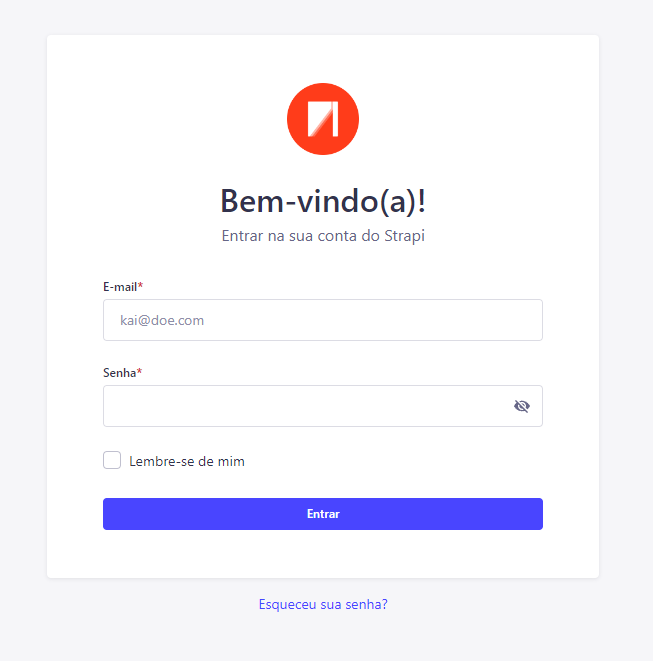 Bem-vindo(a)!
Entrar na sua conta do Strapi
E-mail*
kai@doe.com
Senha*
Lembre-se de mim
Entrar
Esqueceu sua senha?